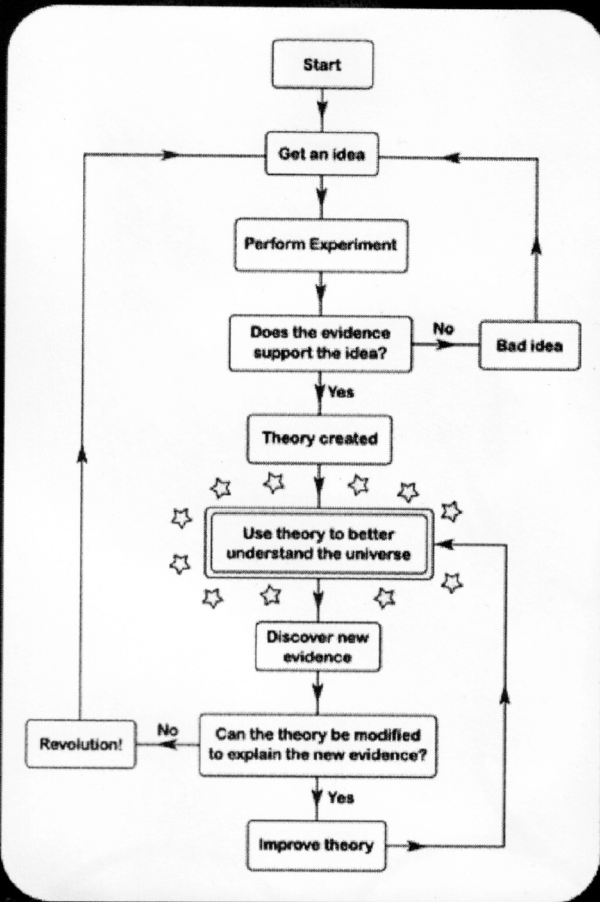 Start
Get an idea
Perform Experiment
Does the evidence
support the idea?
No
Bad idea
Yes
Theory created
Use theory to better
understand the universe
Discover new
evidence
Can the theory be modified
to explain the new evidence?
No
Revolution!
Yes
Improve theory